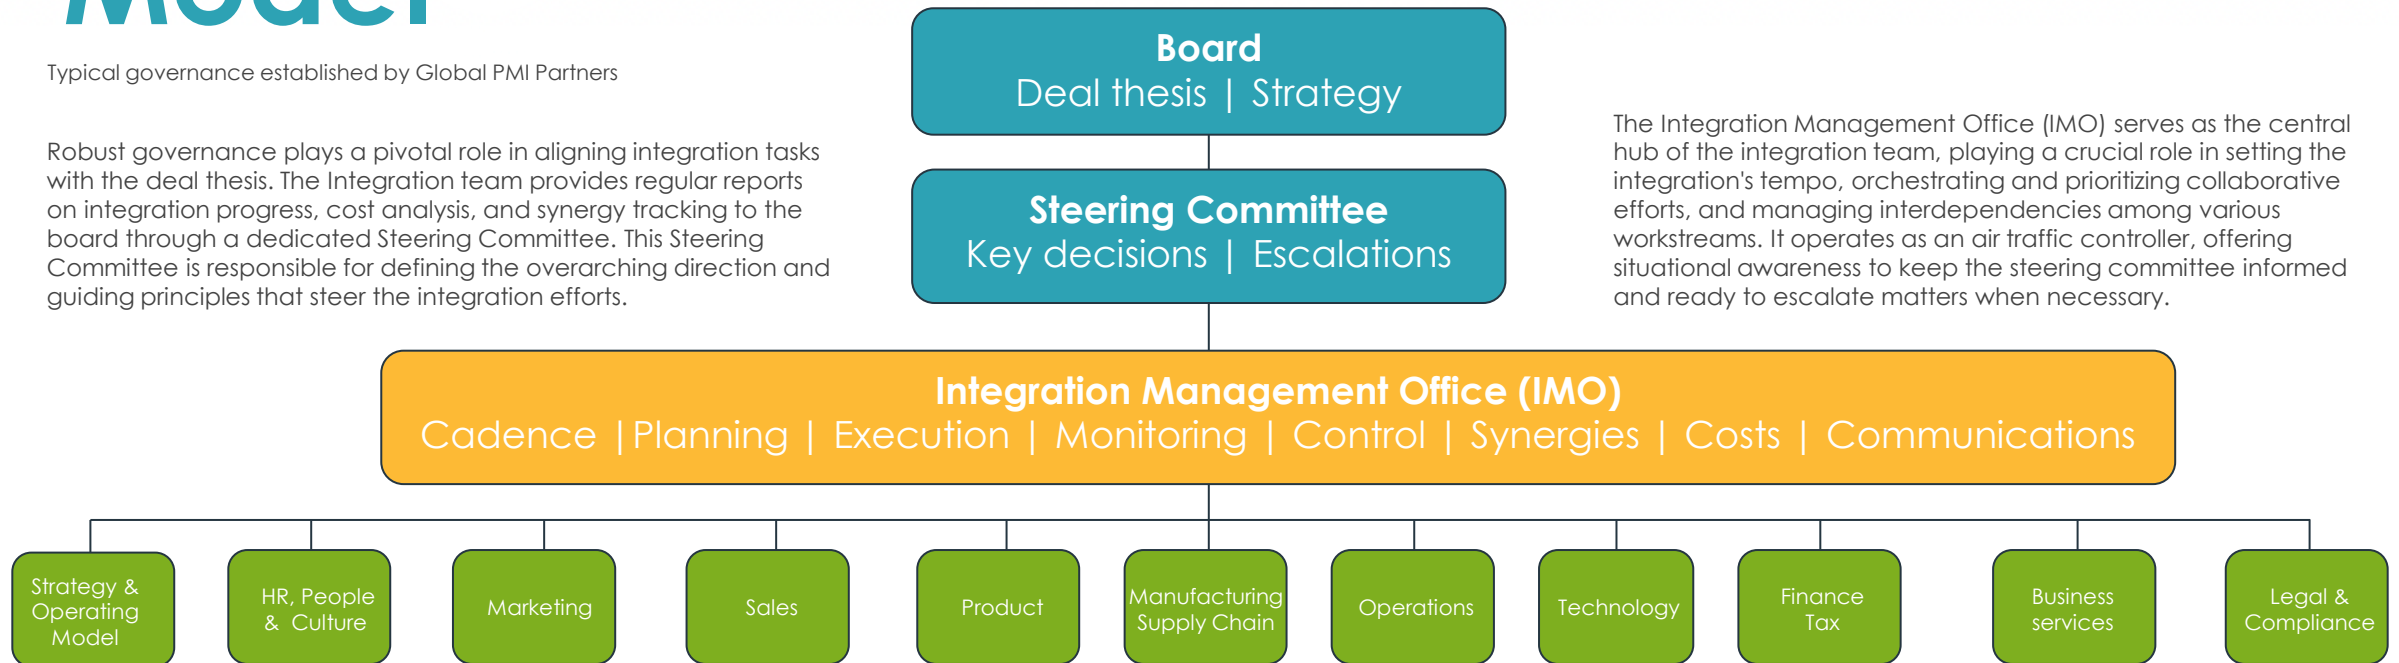 Model
Typical governance established by Global PMI Partners
Robust governance plays a pivotal role in aligning integration tasks
with the deal thesis. The Integration team provides regular reports
on integration progress, cost analysis, and synergy tracking to the
board through a dedicated Steering Committee. This Steering
Committee is responsible for defining the overarching direction and
guiding principles that steer the integration efforts.
Board
Deal thesis | Strategy
Steering Committee
Key decisions | Escalations
The Integration Management Office (IMO) serves as the central
hub of the integration team, playing a crucial role in setting the
integration's tempo, orchestrating and prioritizing collaborative
efforts, and managing interdependencies among various
workstreams. It operates as an air traffic controller, offering
situational awareness to keep the steering committee informed
and ready to escalate matters when necessary.
Integration Management Office (IMO)
Cadence |Planning | Execution | Monitoring | Control | Synergies | Costs | Communications
Strategy &
Operating
Model
HR, People
& Culture
Marketing
Sales
Product
Manufacturing
Supply Chain
Operations
Technology
Finance
Tax
Business
services
Legal &
Compliance